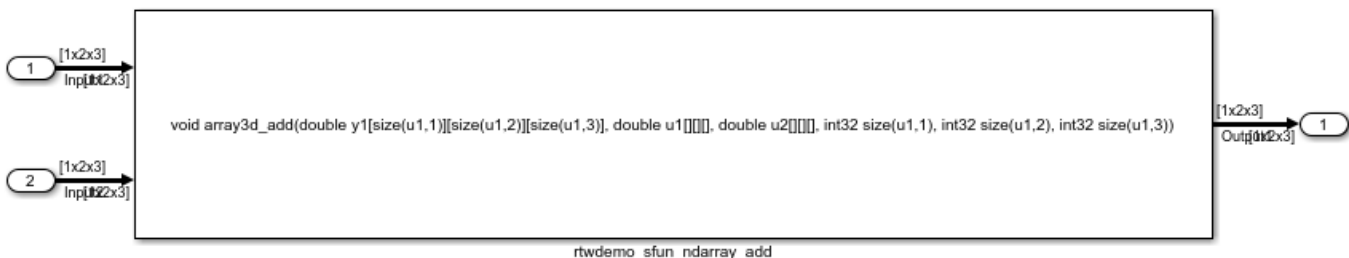 [1x2x3]
1
void array3d_add(double y1[size(u1,1)][size(u1,2)][size(u1,3)], double u1[][][], double u2[][][], int32 size(u1,1), int32 size(u1,2), int32 size(u1,3))
[1x2x3]
1
[1x2x3]
2
rtwdemo_sfun_ndarray_add